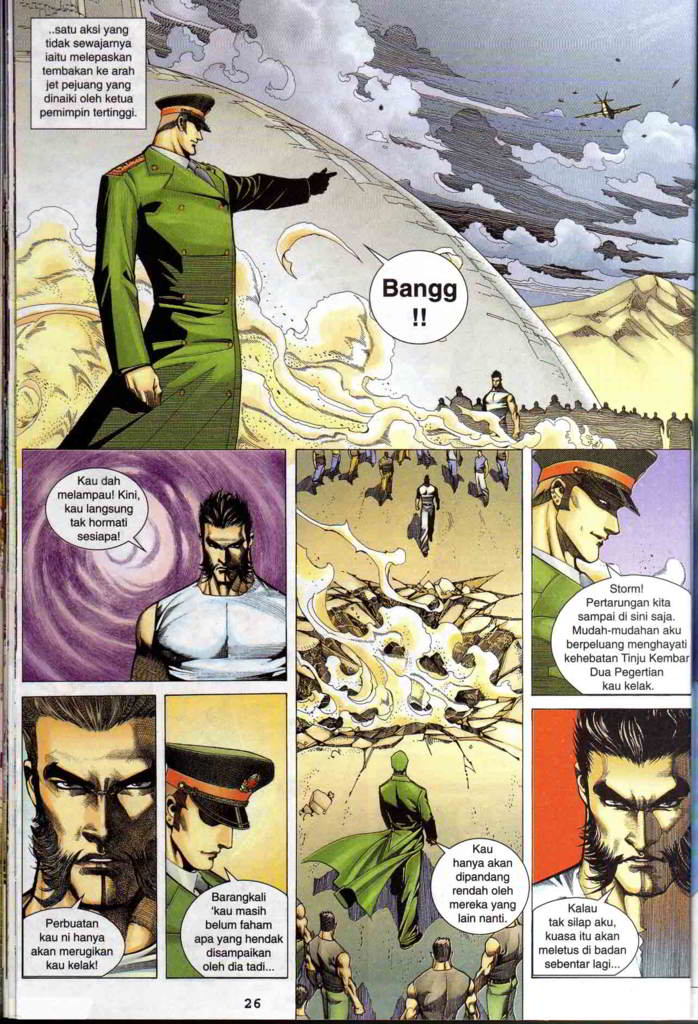 ..satu aksi yang
tidak sewajarnya
iaitu melepaskan
tembakan ke arah
jet pejuang yang
dinaiki oleh ketua
pemimpin tertinggi.
Bangg
!!
Kau dah
melampau! Kini,
kau langsung
tak hormati
sesiapa!
Perbuatan
kau ni hanya
akan merugikan
kau kelak!
Barangkali
'kau masih
belum faham
apa yang hendak
disampaikan
oleh dia tadi...
Kau
hanya akan
dipandang
rendah oleh
mereka yang
lain nanti.
Storm!
Pertarungan kita
sampai di sini saja.
Mudah-mudahan aku
berpeluang menghayati
kehebatan Tinju Kembar
Dua Pegertian
kau kelak.
Kalau
tak silap aku,
kuasa itu akan
meletus di badan
sebentar lagi...
26